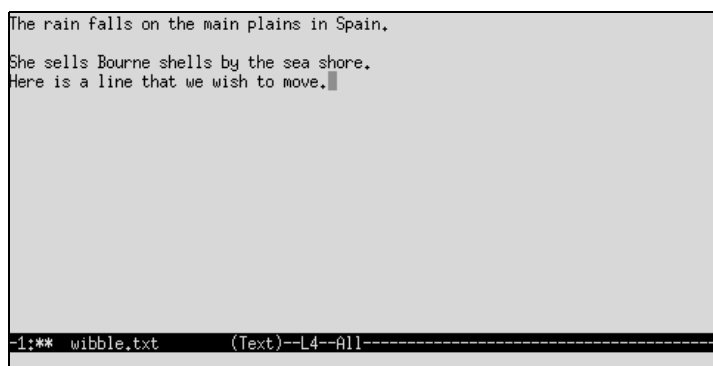 The rain falls on the main plains in Spain.
She sells Bourne shells by the sea shore.
Here is a line that we wish to move.
-1:** wibble.txt (Text)--L4--All----------------------------------------